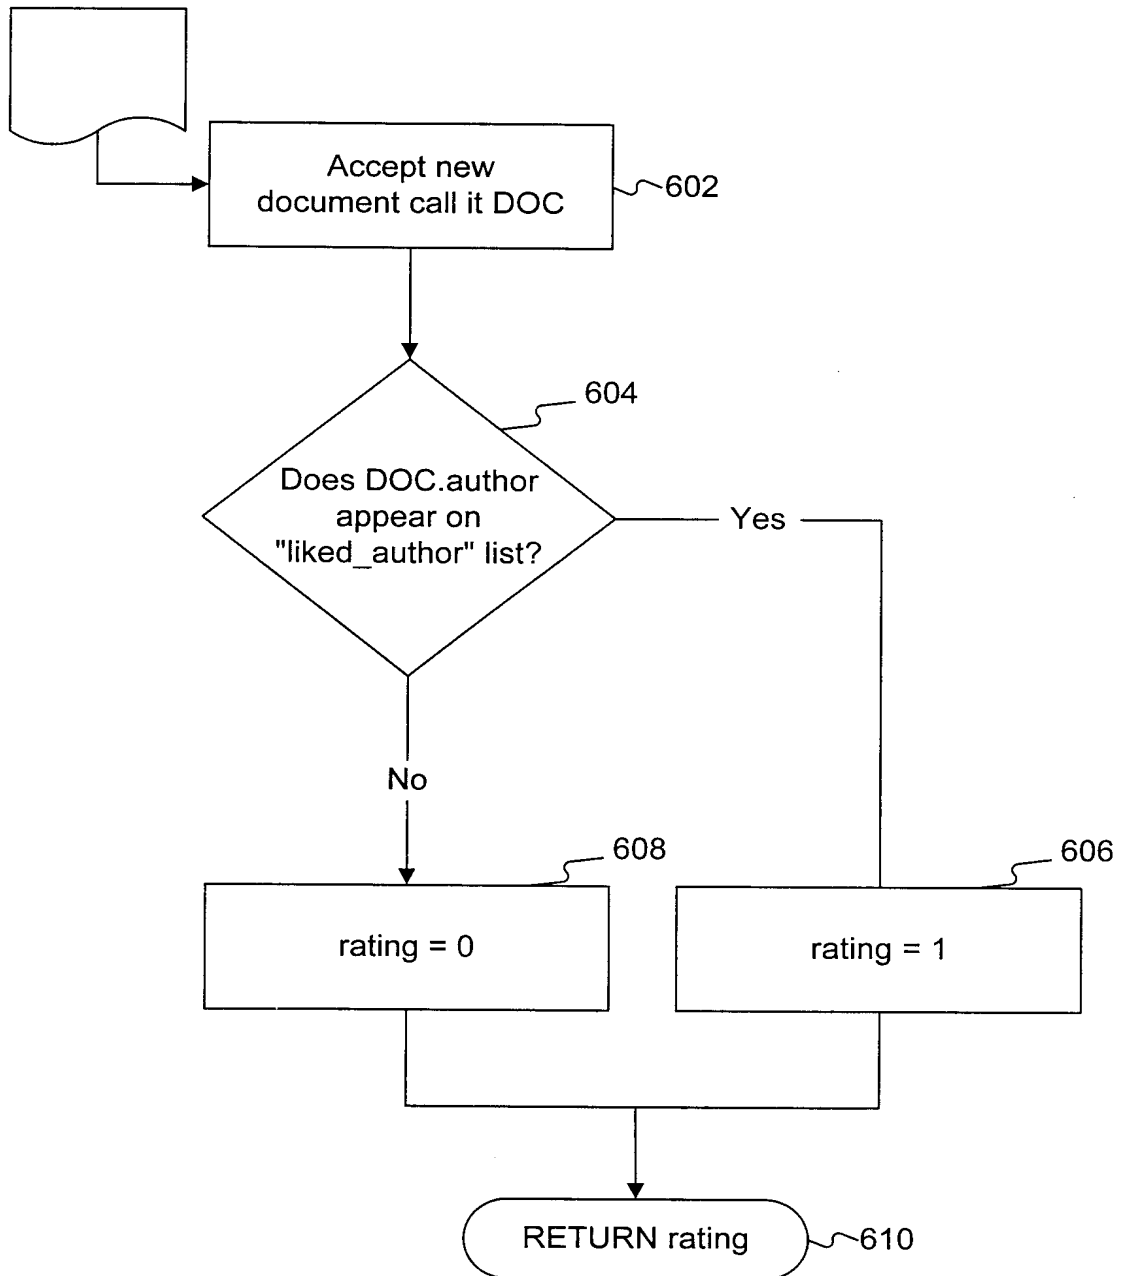 Accept new
document call it DOC
602
604
Does DOC.author
appear on
"liked_author" list?
Yes
No
608
606
rating = 0
rating = 1
RETURN rating
610